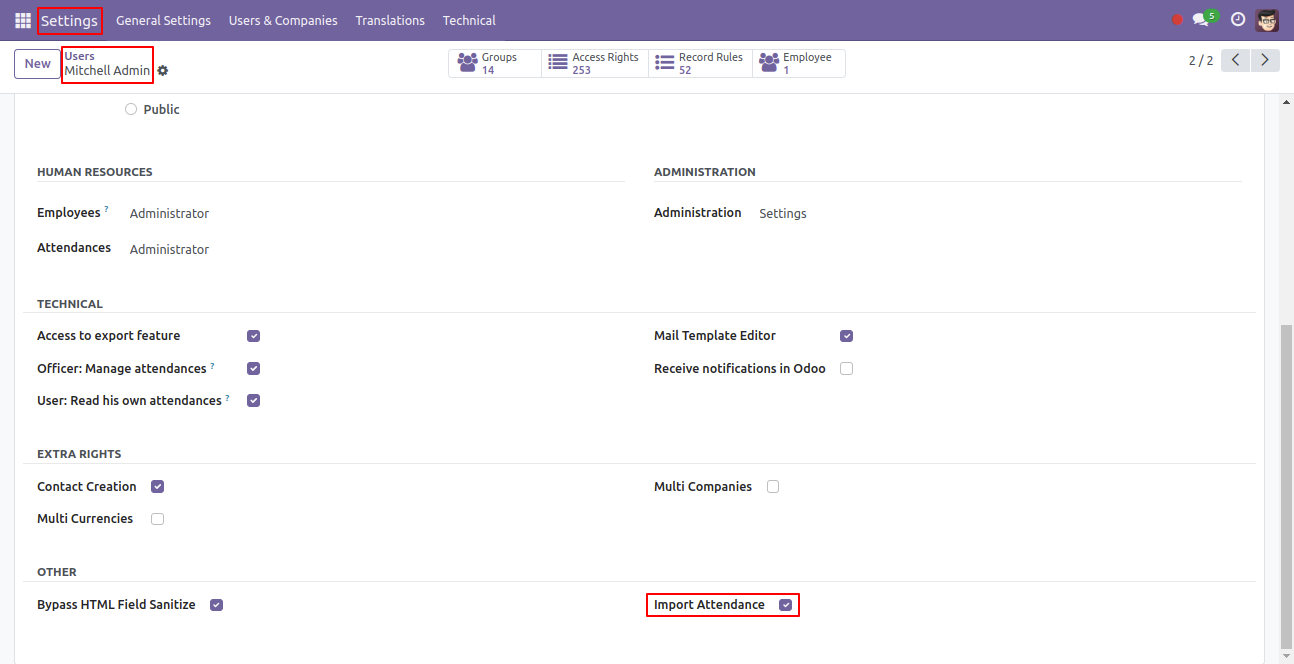 Settings General Settings Users & Companies Translations Technical 5
New Users Groups Access Rights Record Rules Employee
Mitchell Admin 14 253 52 1 2 / 2
Public
HUMAN RESOURCES ADMINISTRATION
Employees ? Administrator Administration Settings
Attendances Administrator
TECHNICAL
Access to export feature Mail Template Editor
Officer: Manage attendances ? Receive notifications in Odoo
User: Read his own attendances ?
EXTRA RIGHTS
Contact Creation Multi Companies
Multi Currencies
OTHER
Bypass HTML Field Sanitize Import Attendance